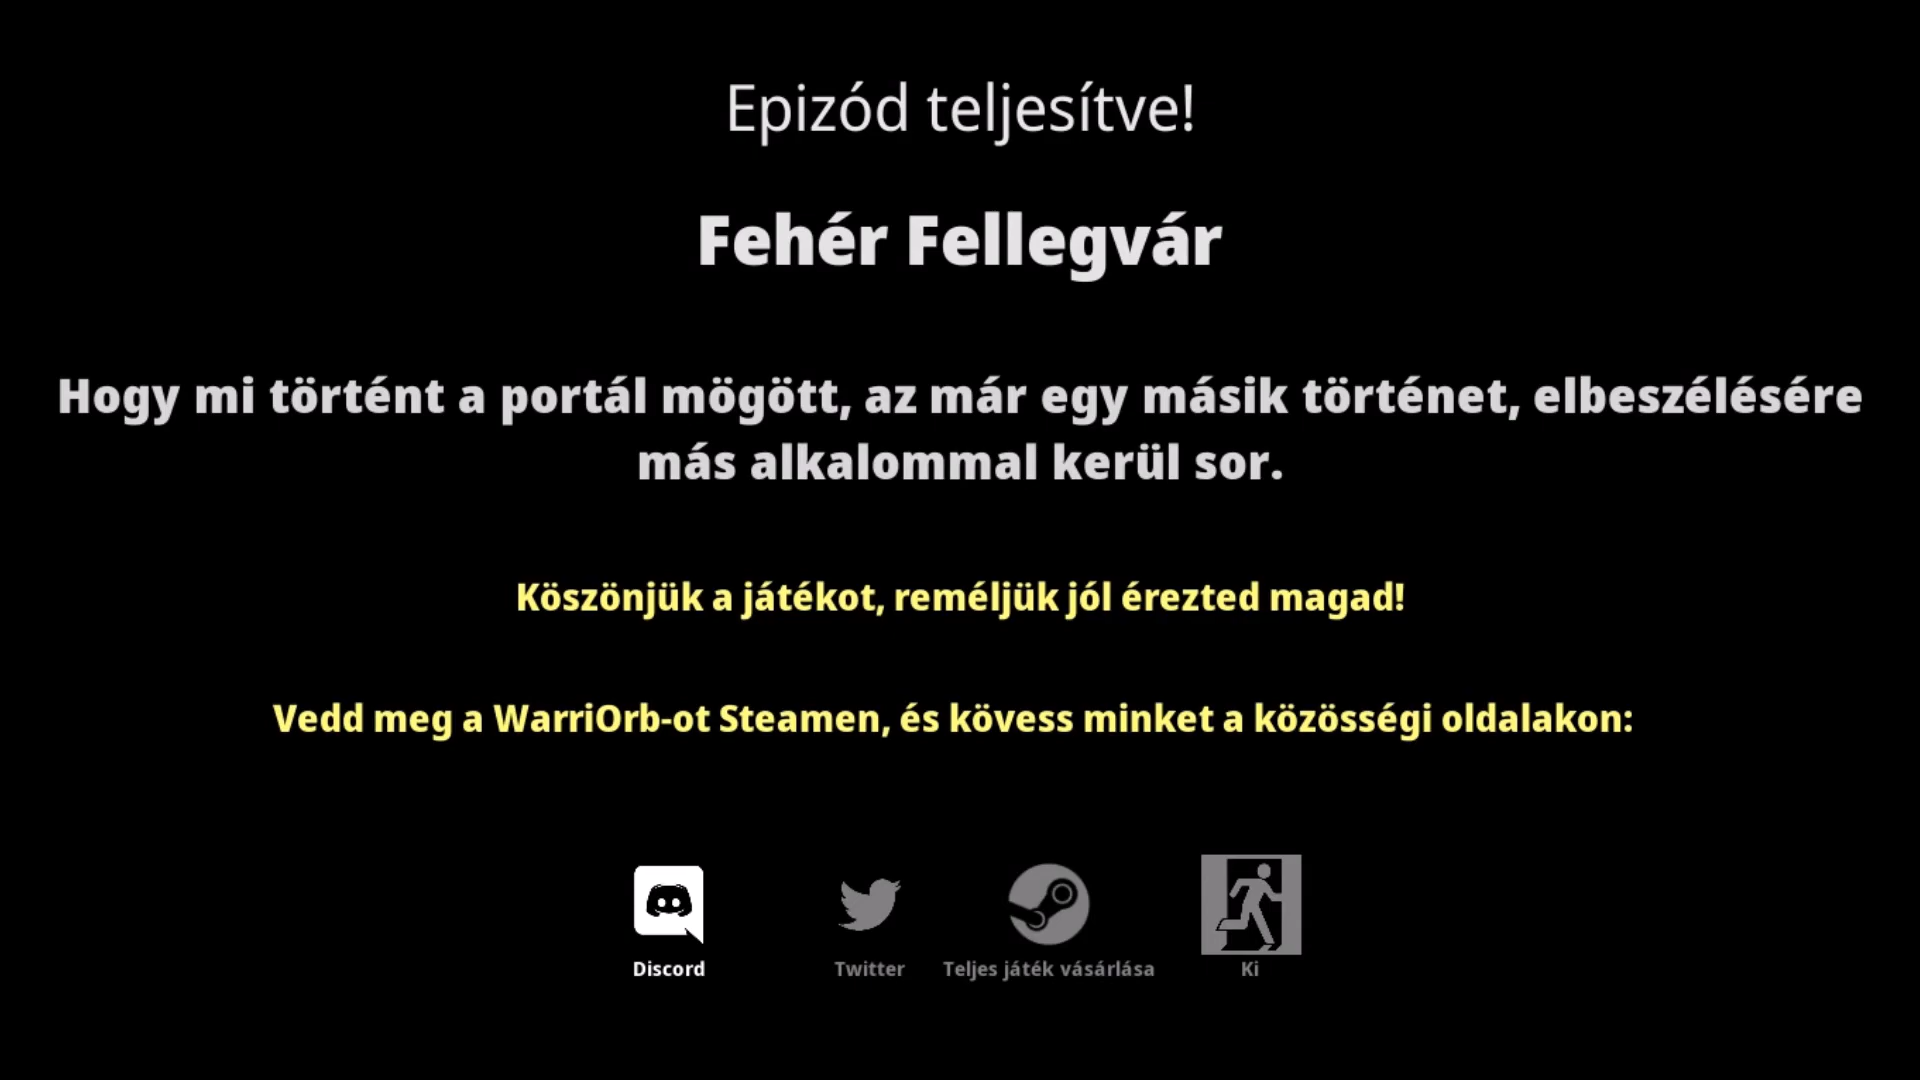 Epizód teljesítve!
Fehér Fellegvár
Hogy mi történt a portál mögött, az már egy másik történet, elbeszélésére
más alkalommal kerül sor.
Köszönjük a játékot, reméljük jól érezted magad!
Vedd meg a WarriOrb-ot Steamen, és kövess minket a közösségi oldalakon:
Discord Twitter Teljes játék vásárlása Ki